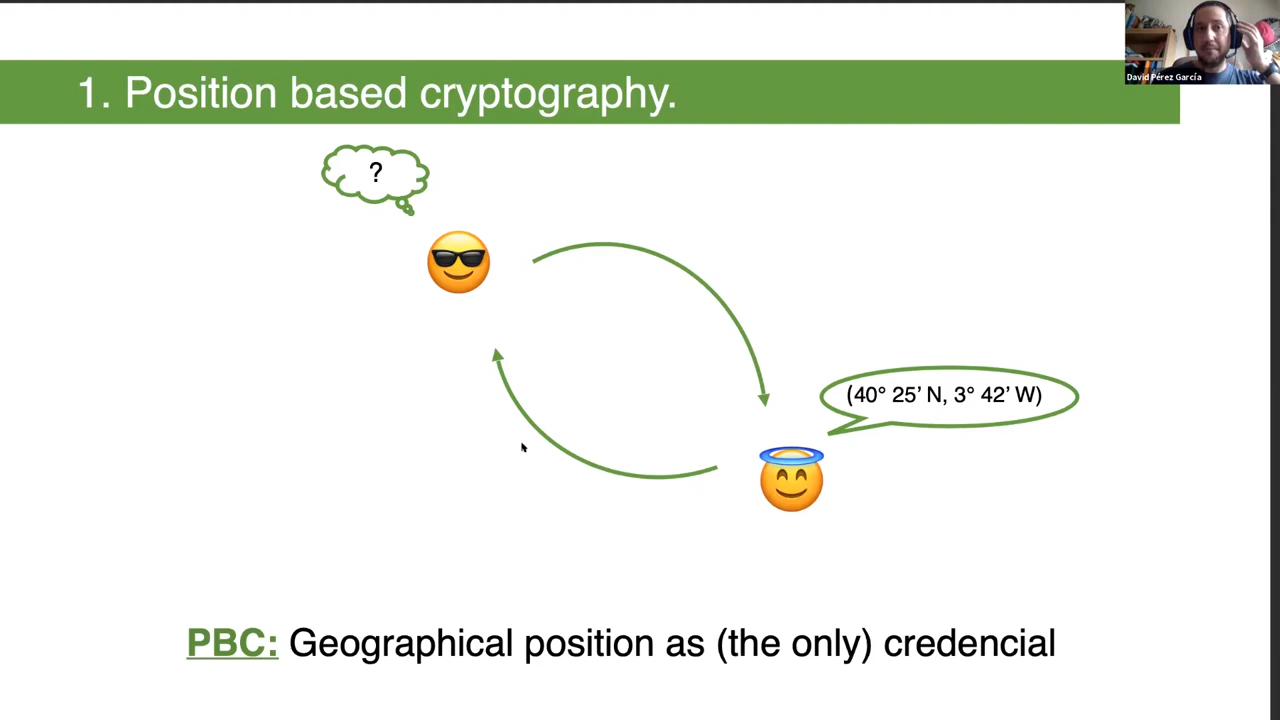 David Pérez García
1. Position based cryptography.
?
(40° 25’ N, 3° 42’ W)
PBC: Geographical position as (the only) credencial